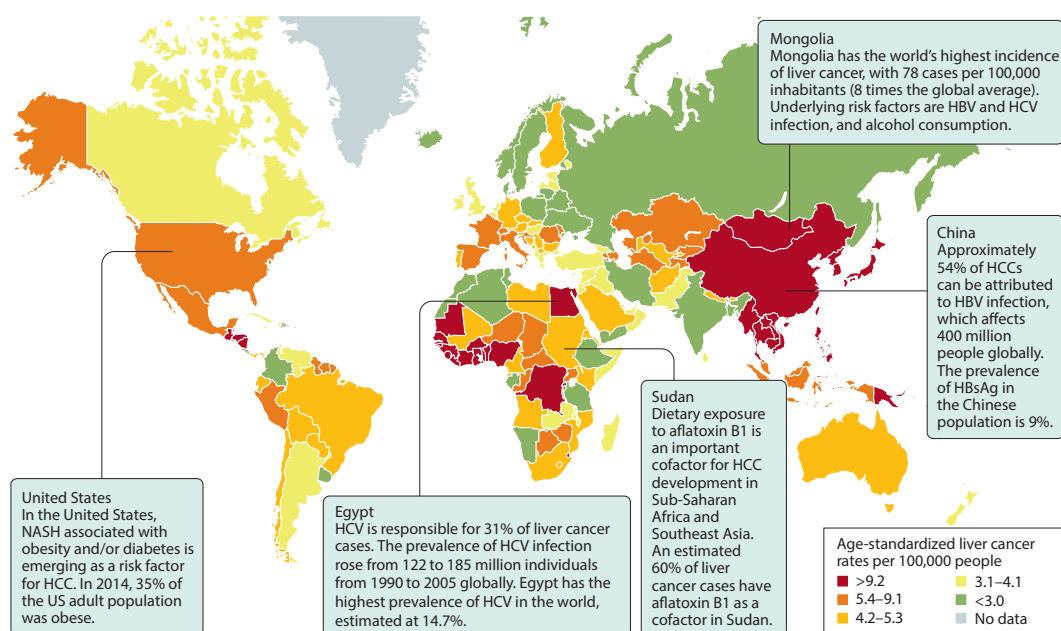 Mongolia
Mongolia has the world's highest incidence
of liver cancer, with 78 cases per 100,000
inhabitants (8 times the global average).
Underlying risk factors are HBV and HCV
infection, and alcohol consumption.
China
Approximately
54% of HCCs
can be attributed
to HBV infection,
which affects
400 million
people globally.
The prevalence
of HBsAg in
the Chinese
population is 9%.
Sudan
Dietary exposure
to aflatoxin B1 is
an important
cofactor for HCC
development in
Sub-Saharan
Africa and
Southeast Asia.
An estimated
60% of liver
cancer cases have
aflatoxin B1 as a
cofactor in Sudan.
United States
In the United States,
NASH associated with
obesity and/or diabetes is
emerging as a risk factor
for HCC. In 2014, 35% of
the US adult population
was obese.
Egypt
HCV is responsible for 31% of liver cancer
cases. The prevalence of HCV infection
rose from 122 to 185 million individuals
from 1990 to 2005 globally. Egypt has the
highest prevalence of HCV in the world,
estimated at 14.7%.
Age-standardized liver cancer
rates per 100,000 people
>9.2
5.4–9.1
4.2–5.3
3.1–4.1
<3.0
No data